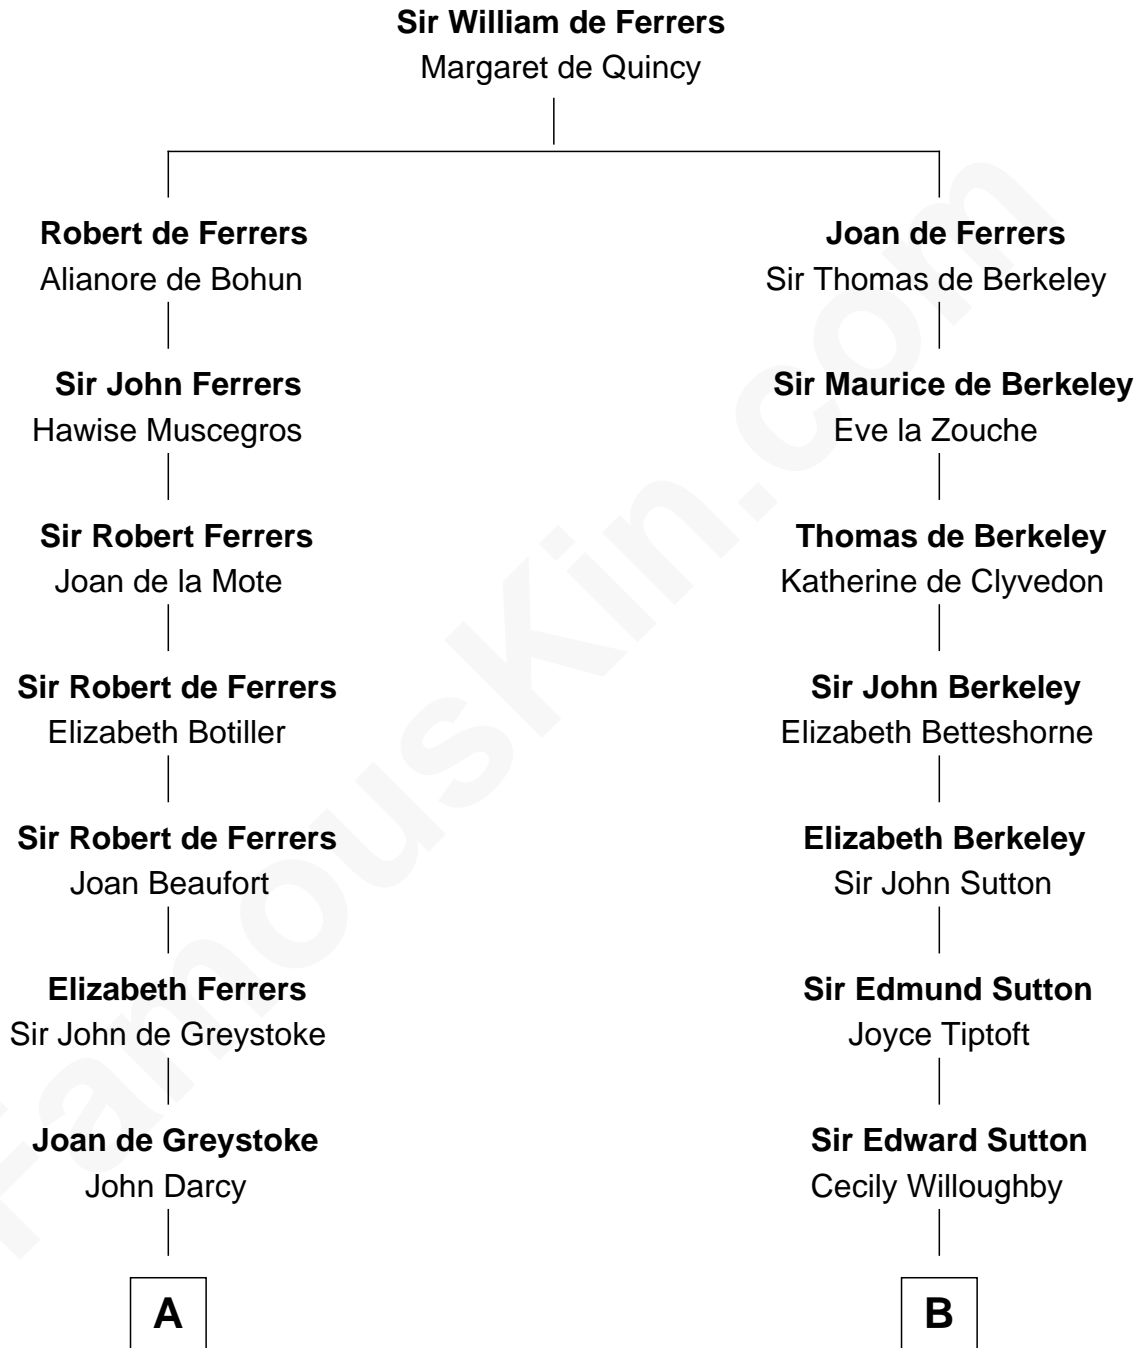 Sir William de Ferrers
Margaret de Quincy
Robert de Ferrers
Alianore de Bohun
Joan de Ferrers
Sir Thomas de Berkeley
Sir John Ferrers
Hawise Muscegros
Sir Maurice de Berkeley
Eve la Zouche
Sir Robert Ferrers
Joan de la Mote
Thomas de Berkeley
Katherine de Clyvedon
Sir Robert de Ferrers
Elizabeth Botiller
Sir John Berkeley
Elizabeth Betteshorne
Sir Robert de Ferrers
Joan Beaufort
Elizabeth Berkeley
Sir John Sutton
Elizabeth Ferrers
Sir John de Greystoke
Sir Edmund Sutton
Joyce Tiptoft
Joan de Greystoke
John Darcy
Sir Edward Sutton
Cecily Willoughby
A
B
FamousKin.com